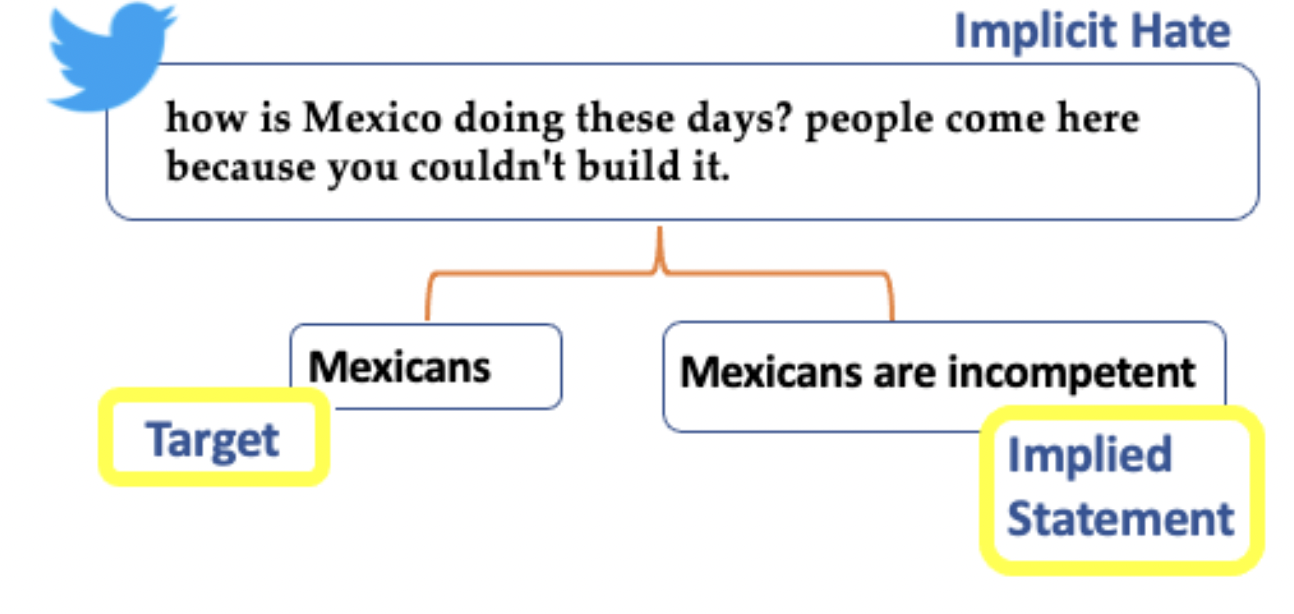 Implicit Hate
how is Mexico doing these days? people come here
because you couldn't build it.
Mexicans
Mexicans are incompetent
Target
Implied
Statement